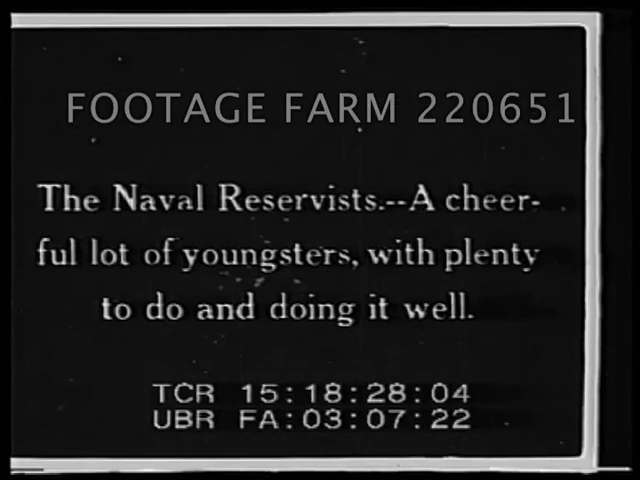 FOOTAGE FARM 220651
The Naval Reservists.--A cheer-
ful lot of youngsters, with plenty
to do and doing it well.
TCR 15:18:28:04
UBR FA:03:07:22